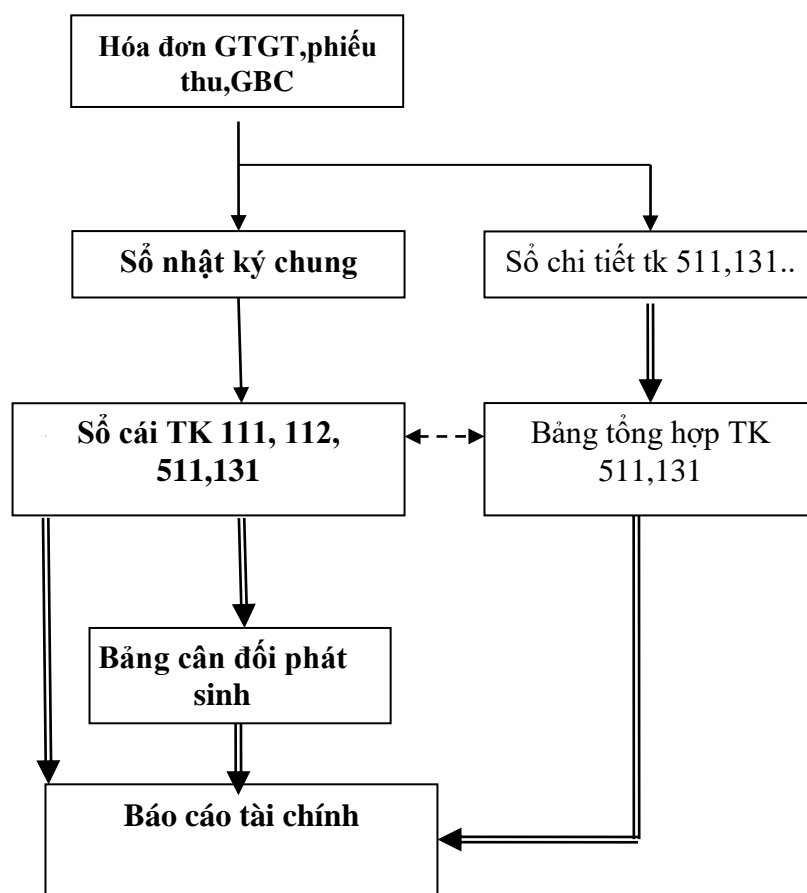 Hóa đơn GTGT,phiếu
thu,GBC
Sổ nhật ký chung
Sổ chi tiết tk 511,131..
Sổ cái TK 111, 112,
511,131
Bảng tổng hợp TK
511,131
Bảng cân đối phát
sinh
Báo cáo tài chính